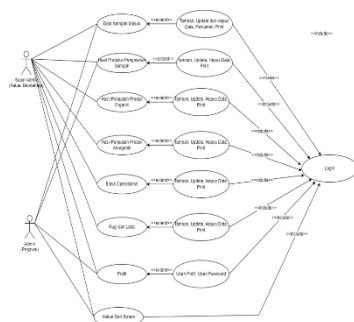 Data Sampah Masuk
<<extend>>
Tambah, Update dan Hapus
Data, Pencarian, Print
<<include>>
Hasil Produksi Pengolahan
Sampah
<<extend>>
Tambah, Update, Hapus Data,
Print
<<include>>
Super Admin
(Ketua, Bendahara)
Hasil Penjualan Produk
Organik
<<extend>>
Tambah, Update, Hapus Data,
Print
<<include>>
Hasil Penjualan Produk
Anorganik
<<extend>>
Tambah, Update, Hapus Data,
Print
<<include>>
Biaya Operasional
<<extend>>
Tambah, Update, Hapus Data,
Print
<<include>>
Login
Rugi dan Laba
<<extend>>
Tambah, Update, Hapus Data,
Print
<<include>>
Admin
(Pegawai)
Profil
<<extend>>
Ubah Profil, Ubah Password
<<include>>
Keluar Dari Sistem
<<include>>